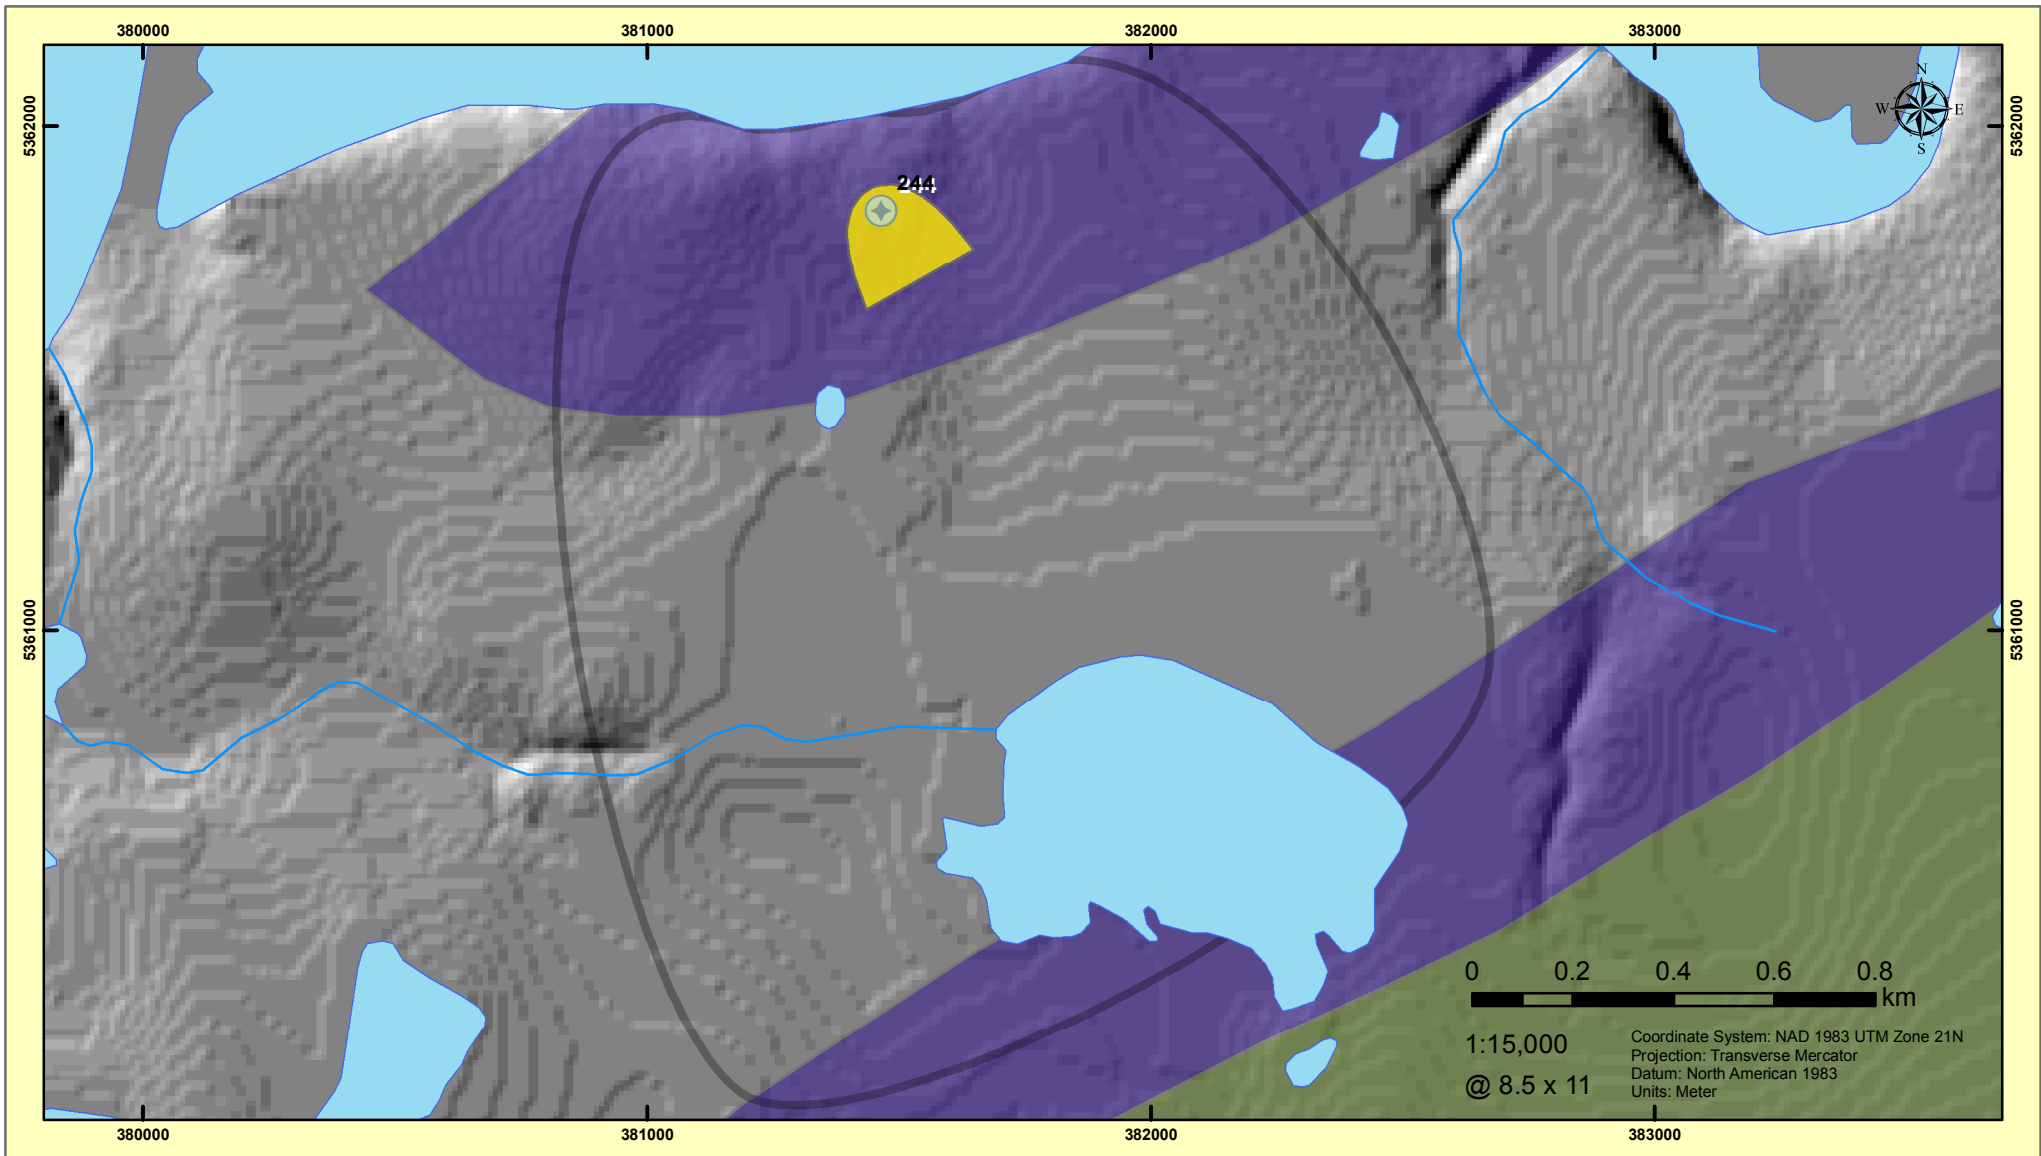 380000 381000 382000 383000
N
W E
S
5362000 5362000
244
5361000 5361000
0 0.2 0.4 0.6 0.8
km
1:15,000
@ 8.5 x 11
Coordinate System: NAD 1983 UTM Zone 21N
Projection: Transverse Mercator
Datum: North American 1983
Units: Meter
380000 381000 382000 383000